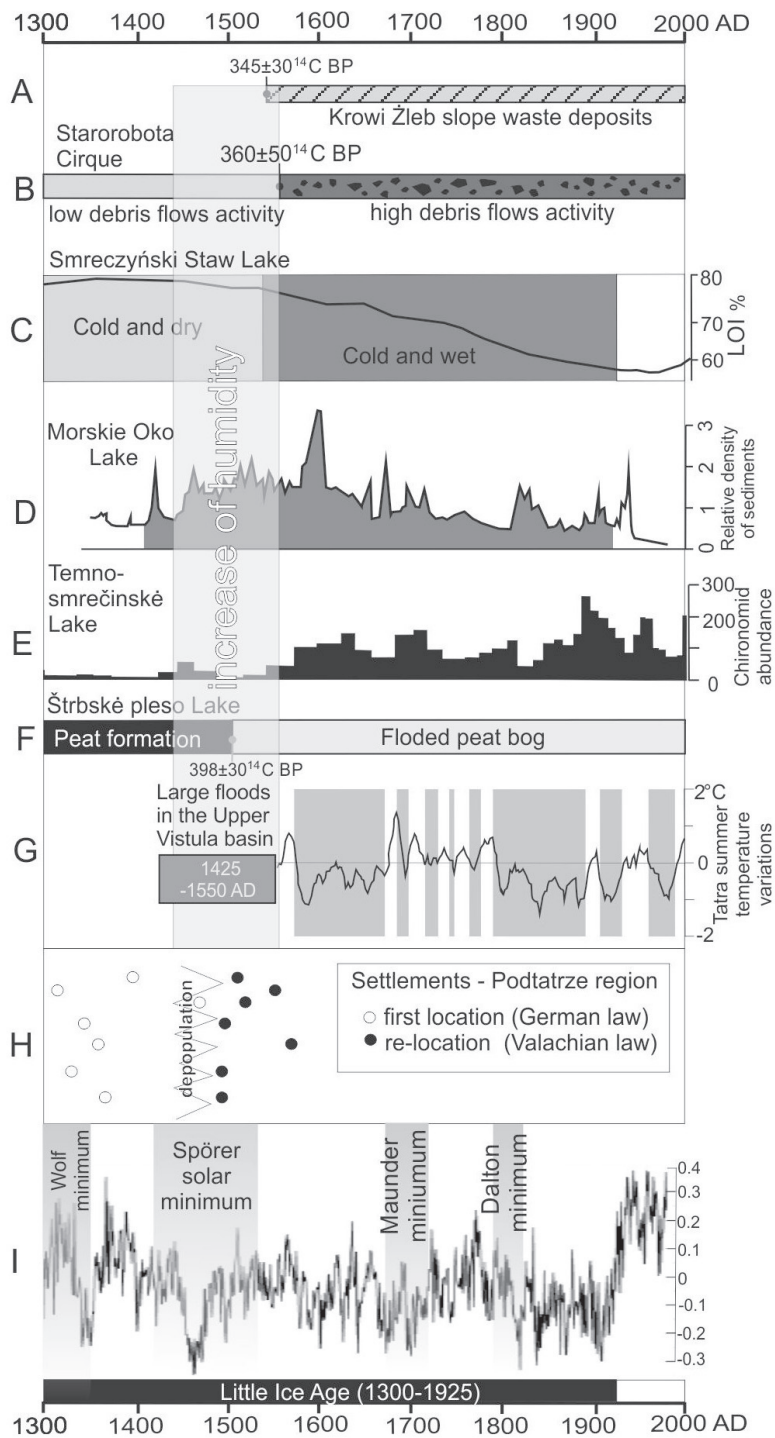 1300 1400 1500 1600 1700 1800 1900 2000 AD
345±30¹⁴C BP
A
Krowi Żleb slope waste deposits
Starorobota
Cirque
360±50¹⁴C BP
B
low debris flows activity
high debris flows activity
Smreczyński Staw Lake
C
Cold and dry
Cold and wet
80
70
60
LOI %
increase of humidity
Morskie Oko
Lake
D
3
2
1
0
Relative density
of sediments
Temno-
smrečinské
Lake
E
300
200
0
Chironomid
abundance
Štrbské pleso Lake
F
Peat formation
Floded peat bog
398±30¹⁴C BP
Large floods
in the Upper
Vistula basin
1425
-1550 AD
G
2°C
0
-2
Tatra summer
temperature
variations
H
depopulation
Settlements - Podtatrze region
first location (German law)
re-location (Valachian law)
I
Wolf
minimum
Spörer
solar
minimum
Maunder
miniumum
Dalton
minimum
0.4
0.3
0.2
0.1
0
-0.1
-0.2
-0.3
Little Ice Age (1300-1925)
1300 1400 1500 1600 1700 1800 1900 2000 AD